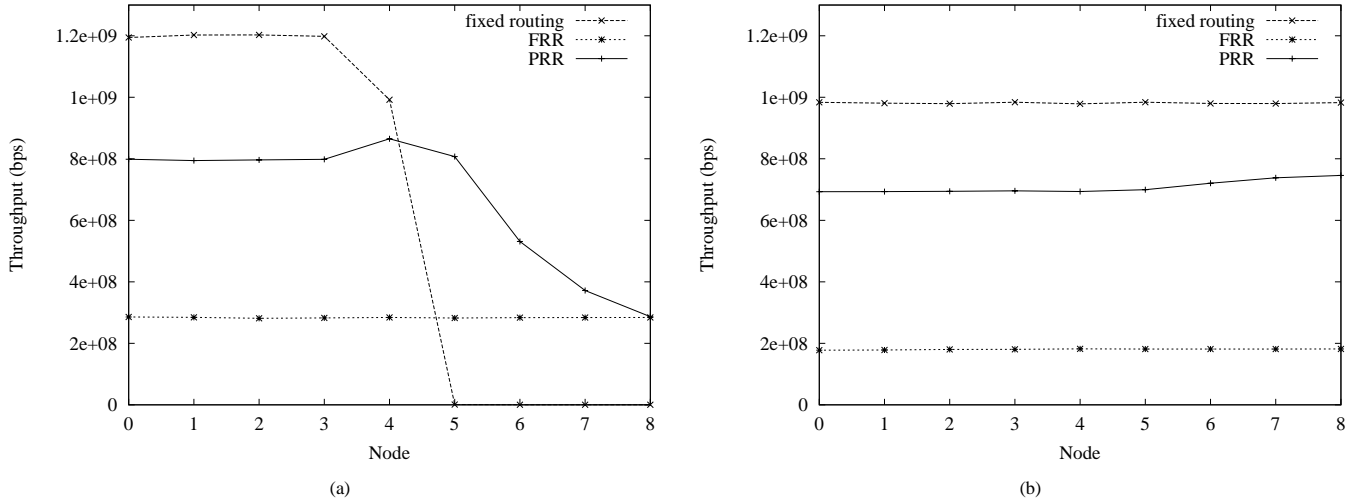 fixed routing
FRR
PRR
1.2e+09
1e+09
8e+08
6e+08
4e+08
2e+08
0
Throughput (bps)
0 1 2 3 4 5 6 7 8
Node
(a)
fixed routing
FRR
PRR
1.2e+09
1e+09
8e+08
6e+08
4e+08
2e+08
0
Throughput (bps)
0 1 2 3 4 5 6 7 8
Node
(b)